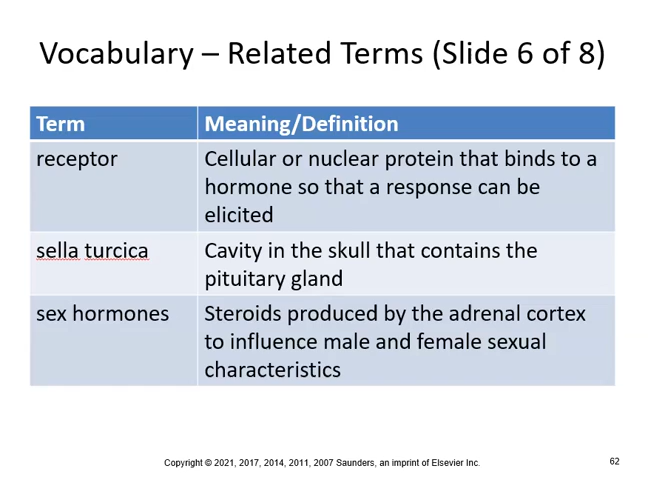 Vocabulary – Related Terms (Slide 6 of 8)
Term
Meaning/Definition
receptor
Cellular or nuclear protein that binds to a
hormone so that a response can be
elicited
sella turcica
Cavity in the skull that contains the
pituitary gland
sex hormones
Steroids produced by the adrenal cortex
to influence male and female sexual
characteristics
Copyright © 2021, 2017, 2014, 2011, 2007 Saunders, an imprint of Elsevier Inc.
62